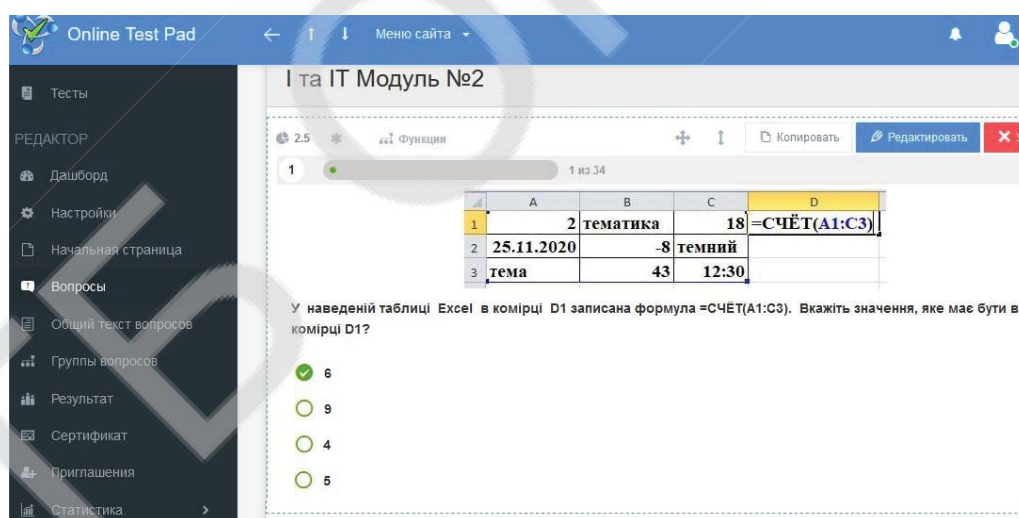 Online Test Pad
Меню сайта
Тесты
РЕДАКТОР
Дашборд
Настройки
Начальная страница
Вопросы
Общий текст вопросов
Группы вопросов
Результат
Сертификат
Приглашения
Статистика
І та ІТ Модуль №2
2.5 Функции Копировать Редактировать
1 1 из 34
A B C D
1 2 тематика 18 =СЧЁТ(A1:C3)
2 25.11.2020 -8 темний
3 тема 43 12:30
У наведеній таблиці Excel в комірці D1 записана формула =СЧЁТ(A1:C3). Вкажіть значення, яке має бути в
комірці D1?
6
9
4
5